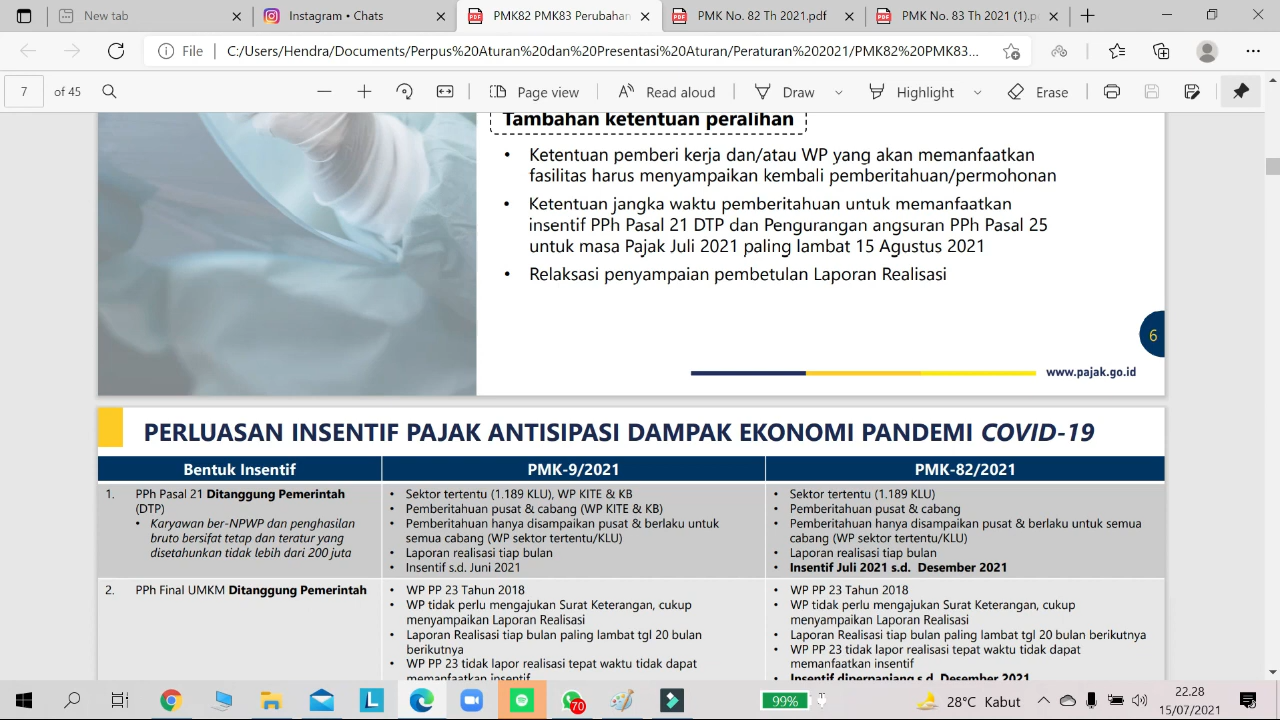 New tab
Instagram • Chats
PMK82 PMK83 Perubahan
PMK No. 82 Th 2021.pdf
PMK No. 83 Th 2021 (1).p
File
C:/Users/Hendra/Documents/Perpus%20Aturan%20dan%20Presentasi%20Aturan/Peraturan%202021/PMK82%20PMK83...
7 of 45
Page view
Read aloud
Draw
Highlight
Erase
Tambahan ketentuan peralihan
• Ketentuan pemberi kerja dan/atau WP yang akan memanfaatkan
fasilitas harus menyampaikan kembali pemberitahuan/permohonan
• Ketentuan jangka waktu pemberitahuan untuk memanfaatkan
insentif PPh Pasal 21 DTP dan Pengurangan angsuran PPh Pasal 25
untuk masa Pajak Juli 2021 paling lambat 15 Agustus 2021
• Relaksasi penyampaian pembetulan Laporan Realisasi
6
www.pajak.go.id
PERLUASAN INSENTIF PAJAK ANTISIPASI DAMPAK EKONOMI PANDEMI COVID-19
Bentuk Insentif
PMK-9/2021
PMK-82/2021
1. PPh Pasal 21 Ditanggung Pemerintah
(DTP)
• Karyawan ber-NPWP dan penghasilan
bruto bersifat tetap dan teratur yang
disetahunkan tidak lebih dari 200 juta
• Sektor tertentu (1.189 KLU), WP KITE & KB
• Pemberitahuan pusat & cabang (WP KITE & KB)
• Pemberitahuan hanya disampaikan pusat & berlaku untuk
semua cabang (WP sektor tertentu/KLU)
• Laporan realisasi tiap bulan
• Insentif s.d. Juni 2021
• Sektor tertentu (1.189 KLU)
• Pemberitahuan pusat & cabang
• Pemberitahuan hanya disampaikan pusat & berlaku untuk semua
cabang (WP sektor tertentu/KLU)
• Laporan realisasi tiap bulan
• Insentif Juli 2021 s.d. Desember 2021
2. PPh Final UMKM Ditanggung Pemerintah
• WP PP 23 Tahun 2018
• WP tidak perlu mengajukan Surat Keterangan, cukup
menyampaikan Laporan Realisasi
• Laporan Realisasi tiap bulan paling lambat tgl 20 bulan
berikutnya
• WP PP 23 tidak lapor realisasi tepat waktu tidak dapat
memanfaatkan insentif
• WP PP 23 Tahun 2018
• WP tidak perlu mengajukan Surat Keterangan, cukup
menyampaikan Laporan Realisasi
• Laporan Realisasi tiap bulan paling lambat tgl 20 bulan berikutnya
• WP PP 23 tidak lapor realisasi tepat waktu tidak dapat
memanfaatkan insentif
• Insentif diperpanjang s.d. Desember 2021
70
99%
28°C Kabut
22.28
15/07/2021